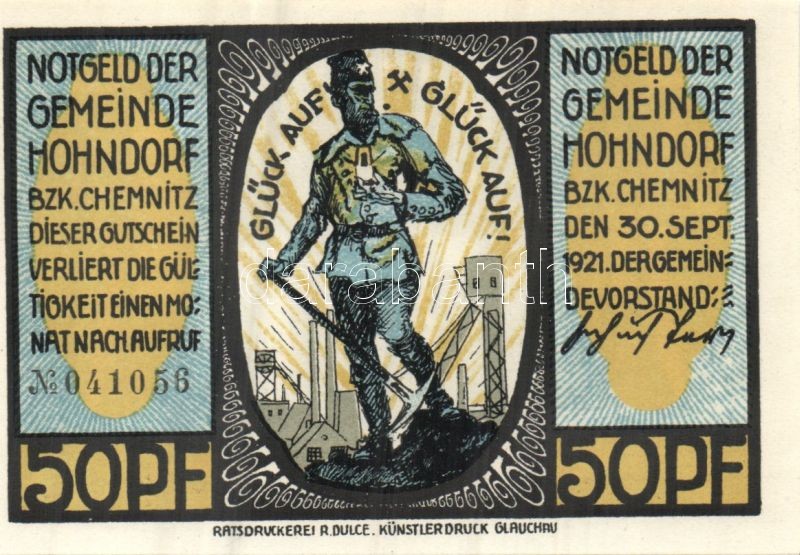 NOTGELD DER
GEMEINDE
HOHNDORF
BZK. CHEMNITZ
DIESER GUTSCHEIN
VERLIERT DIE GÜL-
TIGKEIT EINEN MO-
NAT NACH AUFRUF
№ 041056
50 PF
GLÜCK AUF! GLÜCK AUF!
NOTGELD DER
GEMEINDE
HOHNDORF
BZK. CHEMNITZ
DEN 30. SEPT.
1921. DER GEMEIN-
DEVORSTAND:
50 PF
RATSDRUCKEREI R. DULCE. KÜNSTLERDRUCK GLAUCHAU
darabanth